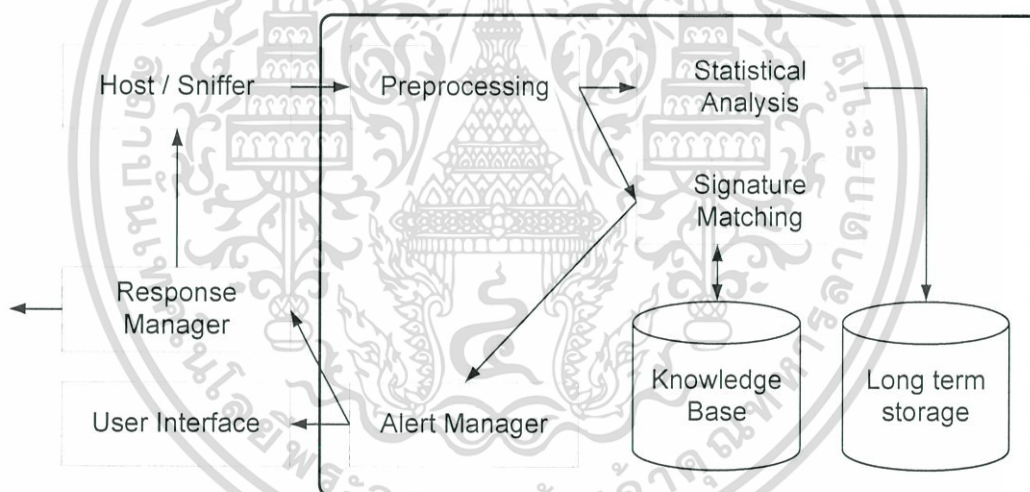 Host / Sniffer
Preprocessing
Statistical
Analysis
Signature
Matching
Response
Manager
Knowledge
Base
Long term
storage
User Interface
Alert Manager